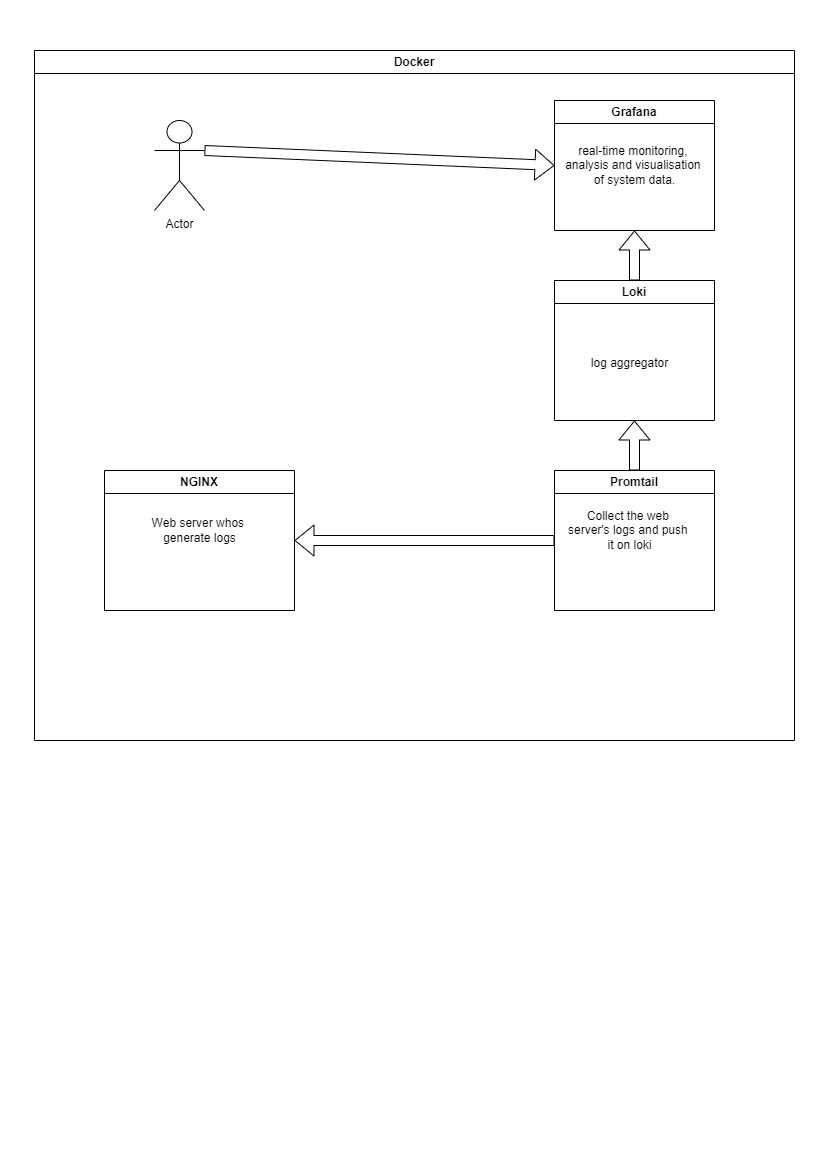 Docker
Grafana
real-time monitoring,
analysis and visualisation
of system data.
Actor
Loki
log aggregator
NGINX
Web server whos
generate logs
Promtail
Collect the web
server's logs and push
it on loki